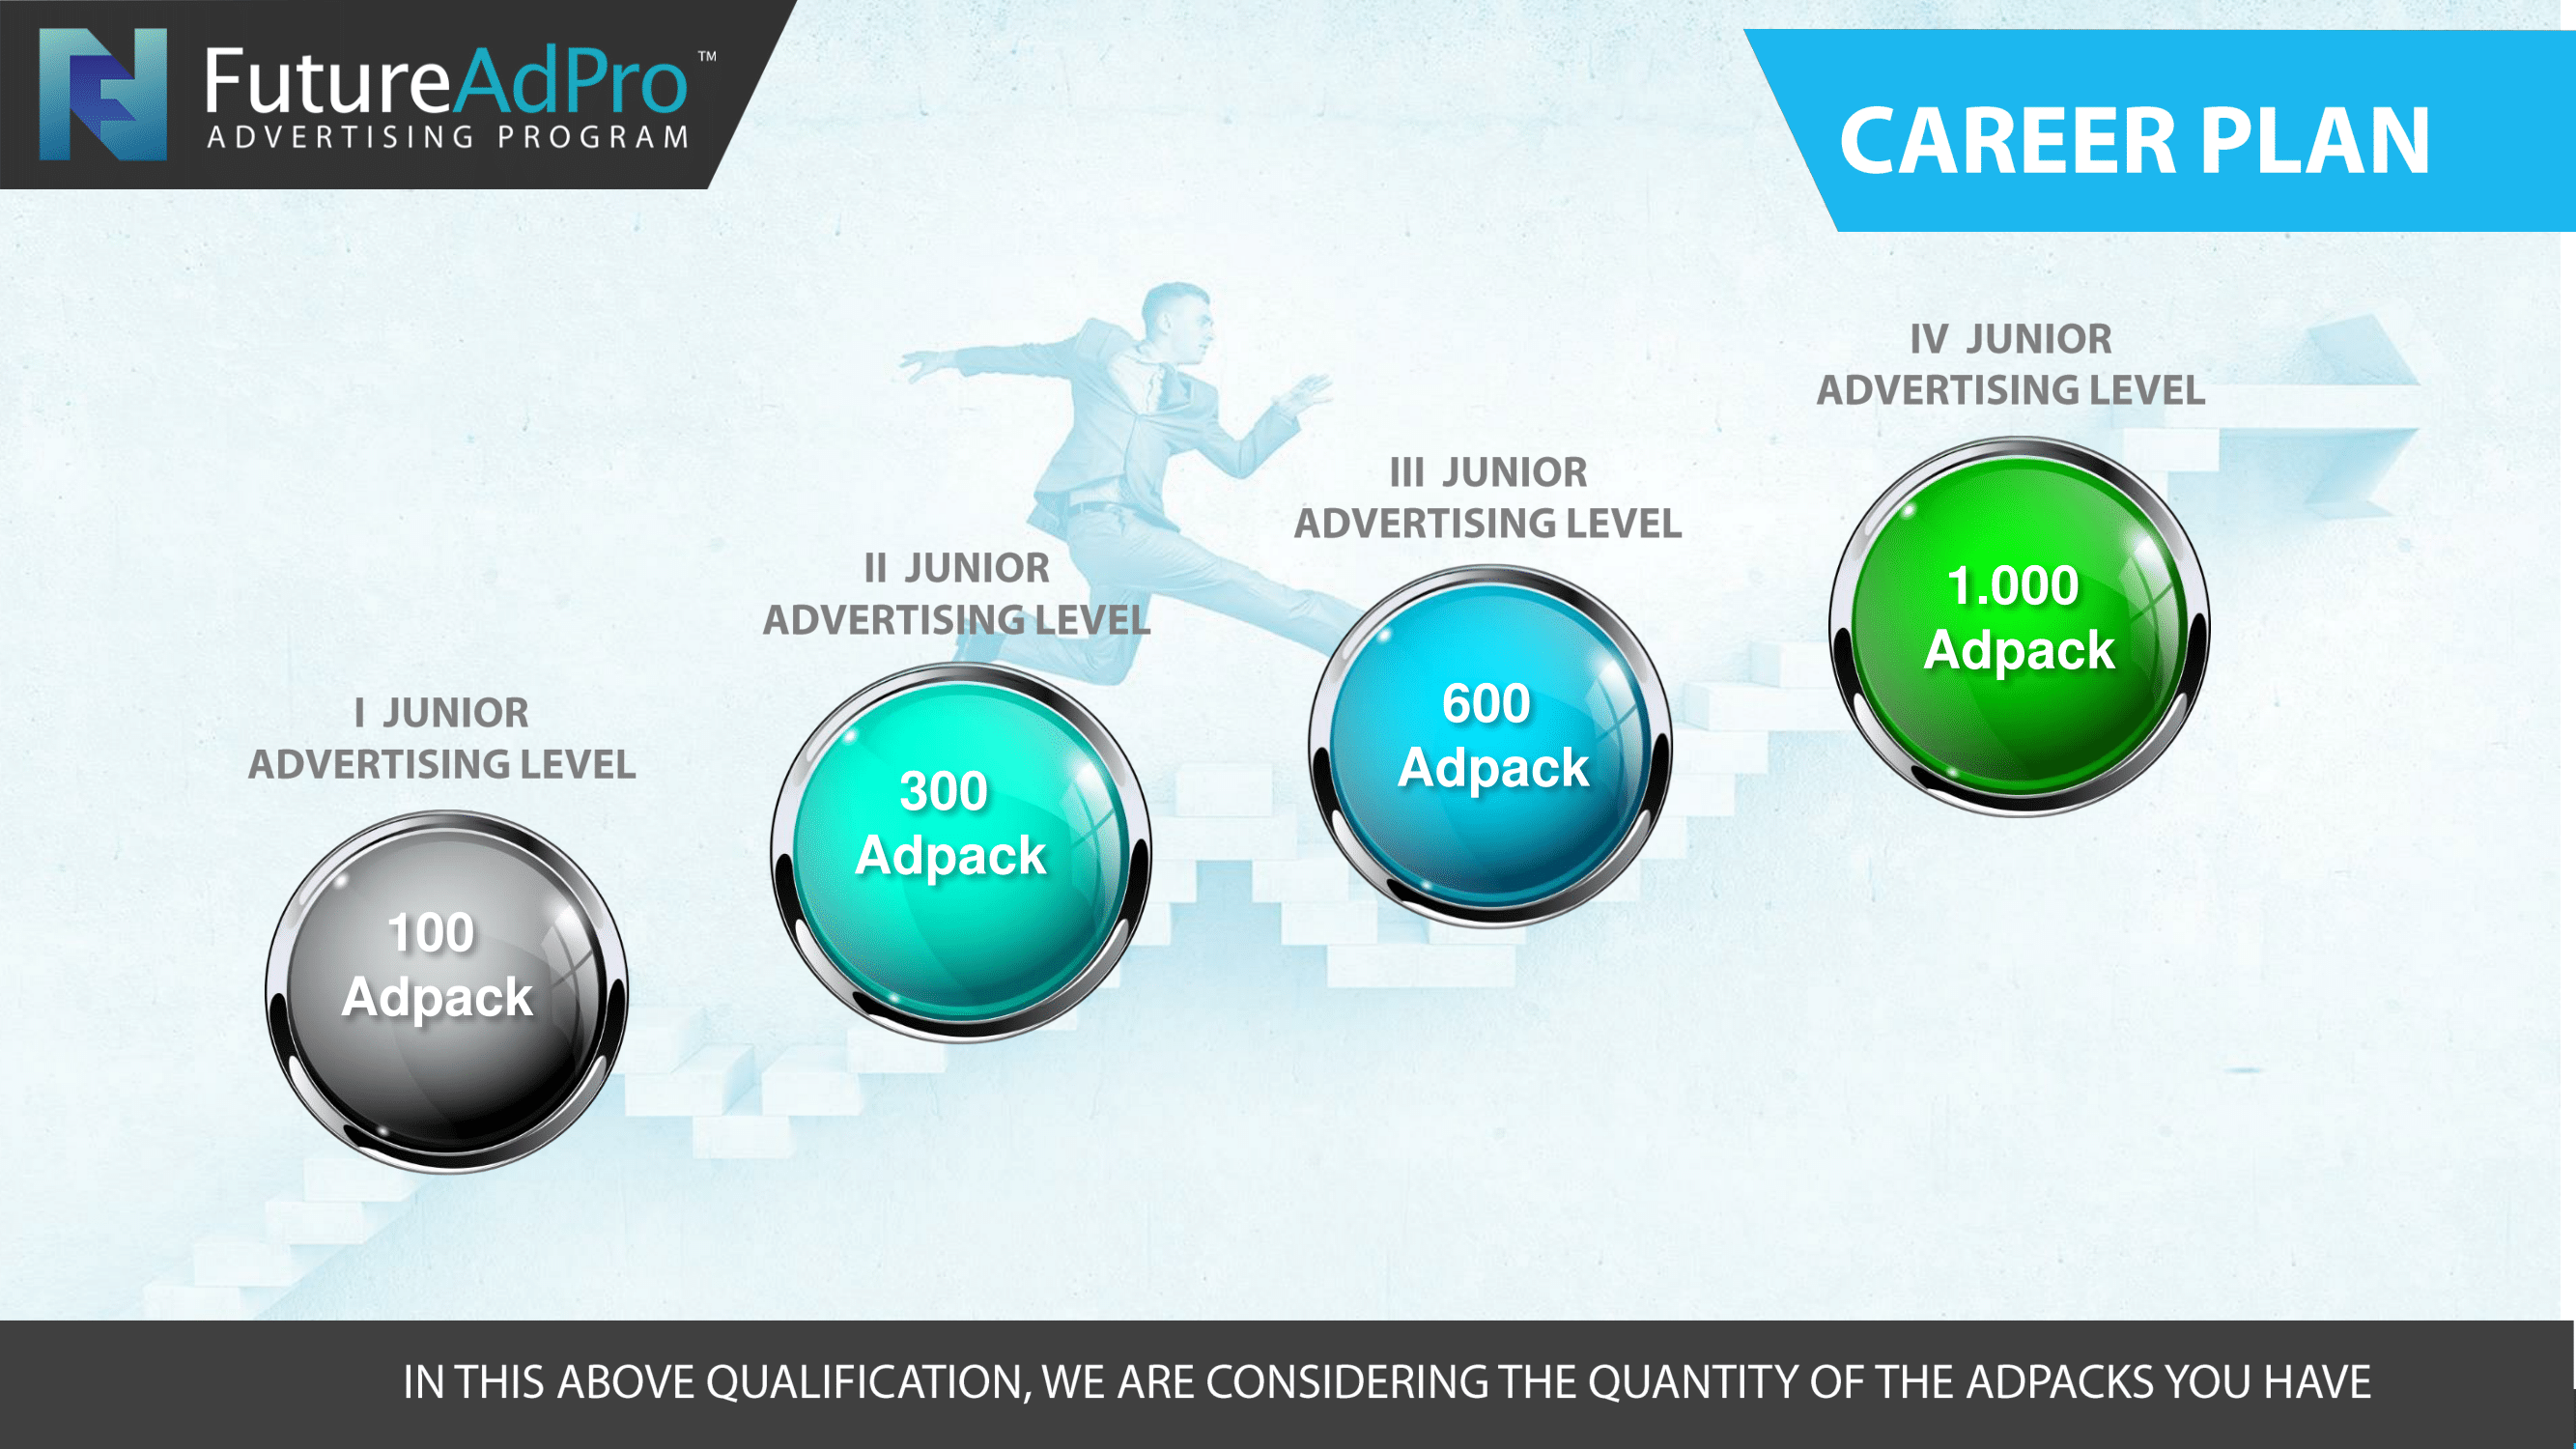 FutureAdPro™
ADVERTISING PROGRAM
CAREER PLAN
I JUNIOR
ADVERTISING LEVEL
100
Adpack
II JUNIOR
ADVERTISING LEVEL
300
Adpack
III JUNIOR
ADVERTISING LEVEL
600
Adpack
IV JUNIOR
ADVERTISING LEVEL
1.000
Adpack
IN THIS ABOVE QUALIFICATION, WE ARE CONSIDERING THE QUANTITY OF THE ADPACKS YOU HAVE